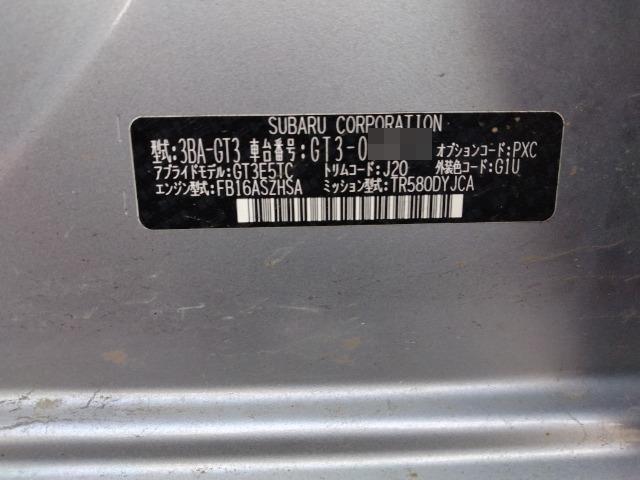 SUBARU CORPORATION
型式:3BA-GT3 車台番号:GT3-0 オプションコード:PXC
アプライドモデル:GT3E5TC トリムコード:J20 外装色コード:G1U
エンジン型式:FB16ASZHSA ミッション型式:TR580DYJCA